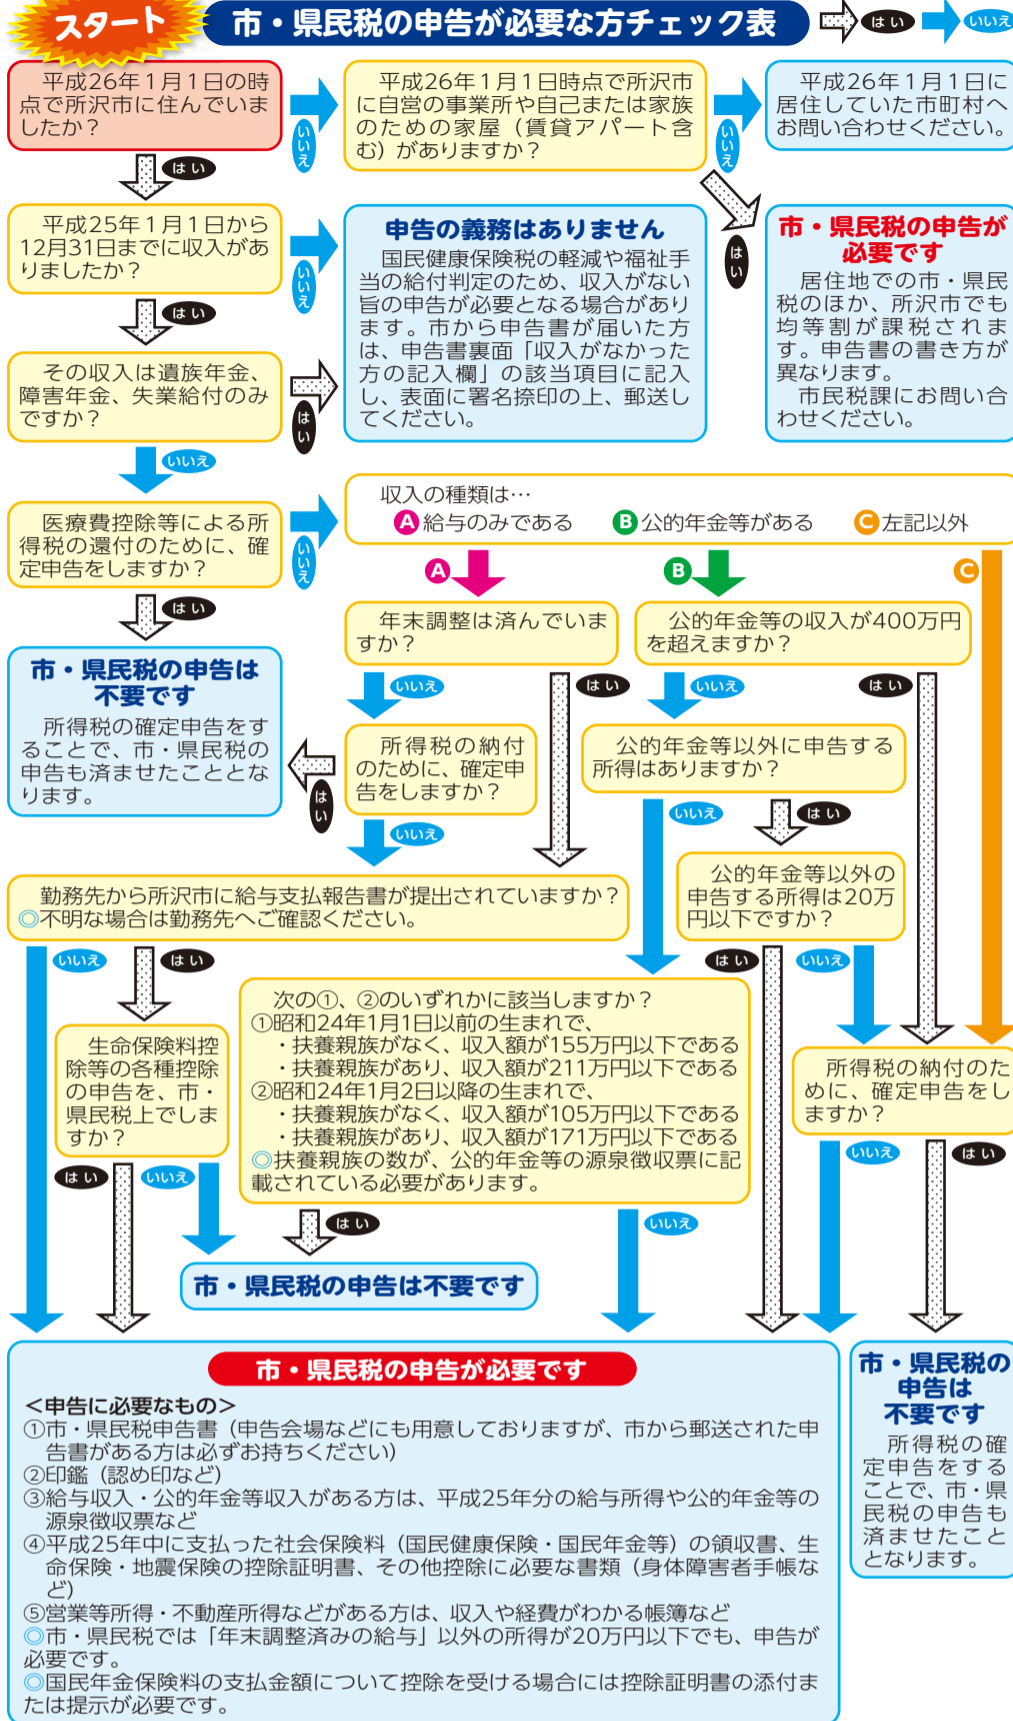 スタート
市・県民税の申告が必要な方チェック表
はい
いいえ
平成26年1月1日の時
点で所沢市に住んでいま
したか？
いいえ
平成26年1月1日時点で所沢市
に自営の事業所や自己または家族
のための家屋（賃貸アパート含
む）がありますか？
いいえ
平成26年1月1日に
居住していた市町村へ
お問い合わせください。
はい
はい
平成25年1月1日から
12月31日までに収入があ
りましたか？
いいえ
申告の義務はありません
国民健康保険税の軽減や福祉手
当の給付判定のため、収入がない
旨の申告が必要となる場合があり
ます。市から申告書が届いた方
は、申告書裏面「収入がなかった
方の記入欄」の該当項目に記入
し、表面に署名捺印の上、郵送し
てください。
市・県民税の申告が
必要です
居住地での市・県民
税のほか、所沢市でも
均等割が課税されま
す。申告書の書き方が
異なります。
市民税課にお問い合
わせください。
はい
その収入は遺族年金、
障害年金、失業給付のみ
ですか？
はい
いいえ
医療費控除等による所
得税の還付のために、確
定申告をしますか？
いいえ
収入の種類は…
A給与のみである B公的年金等がある C左記以外
A
B
C
はい
年末調整は済んでいま
すか？
公的年金等の収入が400万円
を超えますか？
市・県民税の申告は
不要です
所得税の確定申告をす
ることで、市・県民税の
申告も済ませたこととな
ります。
いいえ
はい
いいえ
はい
所得税の納付
のために、確定申
告をしますか？
はい
いいえ
公的年金等以外に申告する
所得はありますか？
いいえ
はい
公的年金等以外の
申告する所得は20万
円以下ですか？
勤務先から所沢市に給与支払報告書が提出されていますか？
◎不明な場合は勤務先へご確認ください。
いいえ
はい
はい
いいえ
生命保険料控
除等の各種控除
の申告を、市・
県民税上でしま
すか？
次の①、②のいずれかに該当しますか？
①昭和24年1月1日以前の生まれで、
・扶養親族がなく、収入額が155万円以下である
・扶養親族があり、収入額が211万円以下である
②昭和24年1月2日以降の生まれで、
・扶養親族がなく、収入額が105万円以下である
・扶養親族があり、収入額が171万円以下である
◎扶養親族の数が、公的年金等の源泉徴収票に記
載されている必要があります。
所得税の納付のた
めに、確定申告をし
ますか？
はい
いいえ
はい
いいえ
いいえ
はい
市・県民税の申告は不要です
市・県民税の申告が必要です
＜申告に必要なもの＞
①市・県民税申告書（申告会場などにも用意しておりますが、市から郵送された申
告書がある方は必ずお持ちください）
②印鑑（認め印など）
③給与収入・公的年金等収入がある方は、平成25年分の給与所得や公的年金等の
源泉徴収票など
④平成25年中に支払った社会保険料（国民健康保険・国民年金等）の領収書、生
命保険・地震保険の控除証明書、その他控除に必要な書類（身体障害者手帳な
ど）
⑤営業等所得・不動産所得などがある方は、収入や経費がわかる帳簿など
◎市・県民税では「年末調整済みの給与」以外の所得が20万円以下でも、申告が
必要です。
◎国民年金保険料の支払金額について控除を受ける場合には控除証明書の添付ま
たは提示が必要です。
市・県民税の
申告は
不要です
所得税の確
定申告をする
ことで、市・県
民税の申告も
済ませたこと
となります。